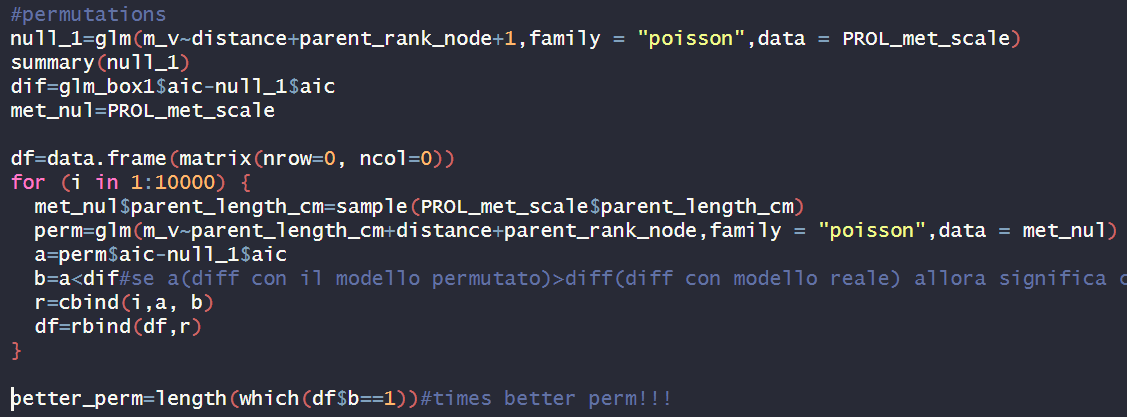 #permutations
null_1=glm(m_v~distance+parent_rank_node+1,family = "poisson",data = PROL_met_scale)
summary(null_1)
dif=glm_box1$aic-null_1$aic
met_nul=PROL_met_scale
df=data.frame(matrix(nrow=0, ncol=0))
for (i in 1:10000) {
  met_nul$parent_length_cm=sample(PROL_met_scale$parent_length_cm)
  perm=glm(m_v~parent_length_cm+distance+parent_rank_node,family = "poisson",data = met_nul)
  a=perm$aic-null_1$aic
  b=a<dif#se a(diff con il modello permutato)>diff(diff con modello reale) allora significa
  r=cbind(i,a, b)
  df=rbind(df,r)
}
better_perm=length(which(df$b==1))#times better perm!!!